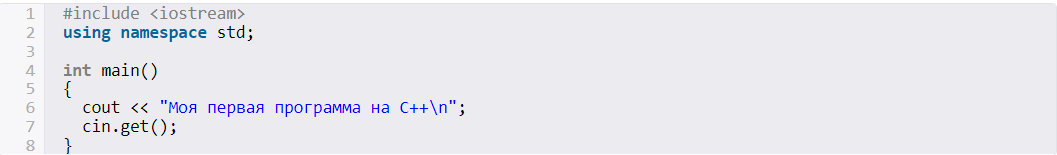 1 #include <iostream>
2 using namespace std;
3
4 int main()
5 {
6   cout << "Моя первая программа на С++\n";
7   cin.get();
8 }